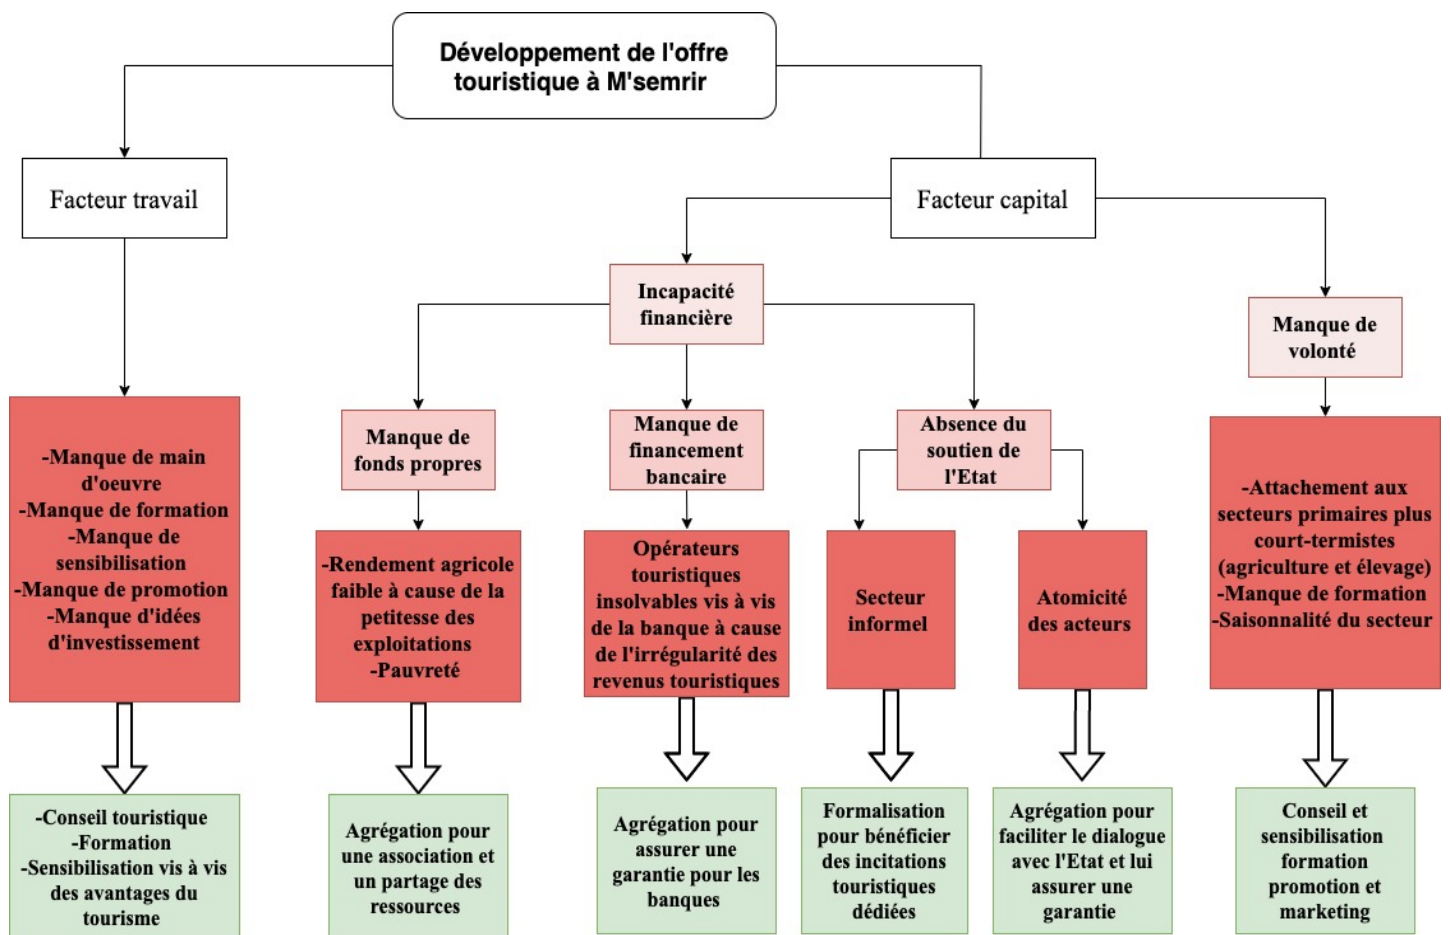 Développement de l'offre
touristique à M'semrir
Facteur travail
Facteur capital
Incapacité
financière
Manque de
volonté
Manque de
fonds propres
Manque de
financement
bancaire
Absence du
soutien de
l'Etat
-Manque de main
d'oeuvre
-Manque de formation
-Manque de
sensibilisation
-Manque de promotion
-Manque d'idées
d'investissement
-Rendement agricole
faible à cause de la
petitesse des
exploitations
-Pauvreté
Opérateurs
touristiques
insolvables vis à vis
de la banque à cause
de l'irrégularité des
revenus touristiques
Secteur
informel
Atomicité
des acteurs
-Attachement aux
secteurs primaires plus
court-termistes
(agriculture et élevage)
-Manque de formation
-Saisonnalité du secteur
-Conseil touristique
-Formation
-Sensibilisation vis à vis
des avantages du
tourisme
Agrégation pour
une association et
un partage des
ressources
Agrégation pour
assurer une
garantie pour les
banques
Formalisation
pour bénéficier
des incitations
touristiques
dédiées
Agrégation pour
faciliter le dialogue
avec l'Etat et lui
assurer une
garantie
Conseil et
sensibilisation
formation
promotion et
marketing